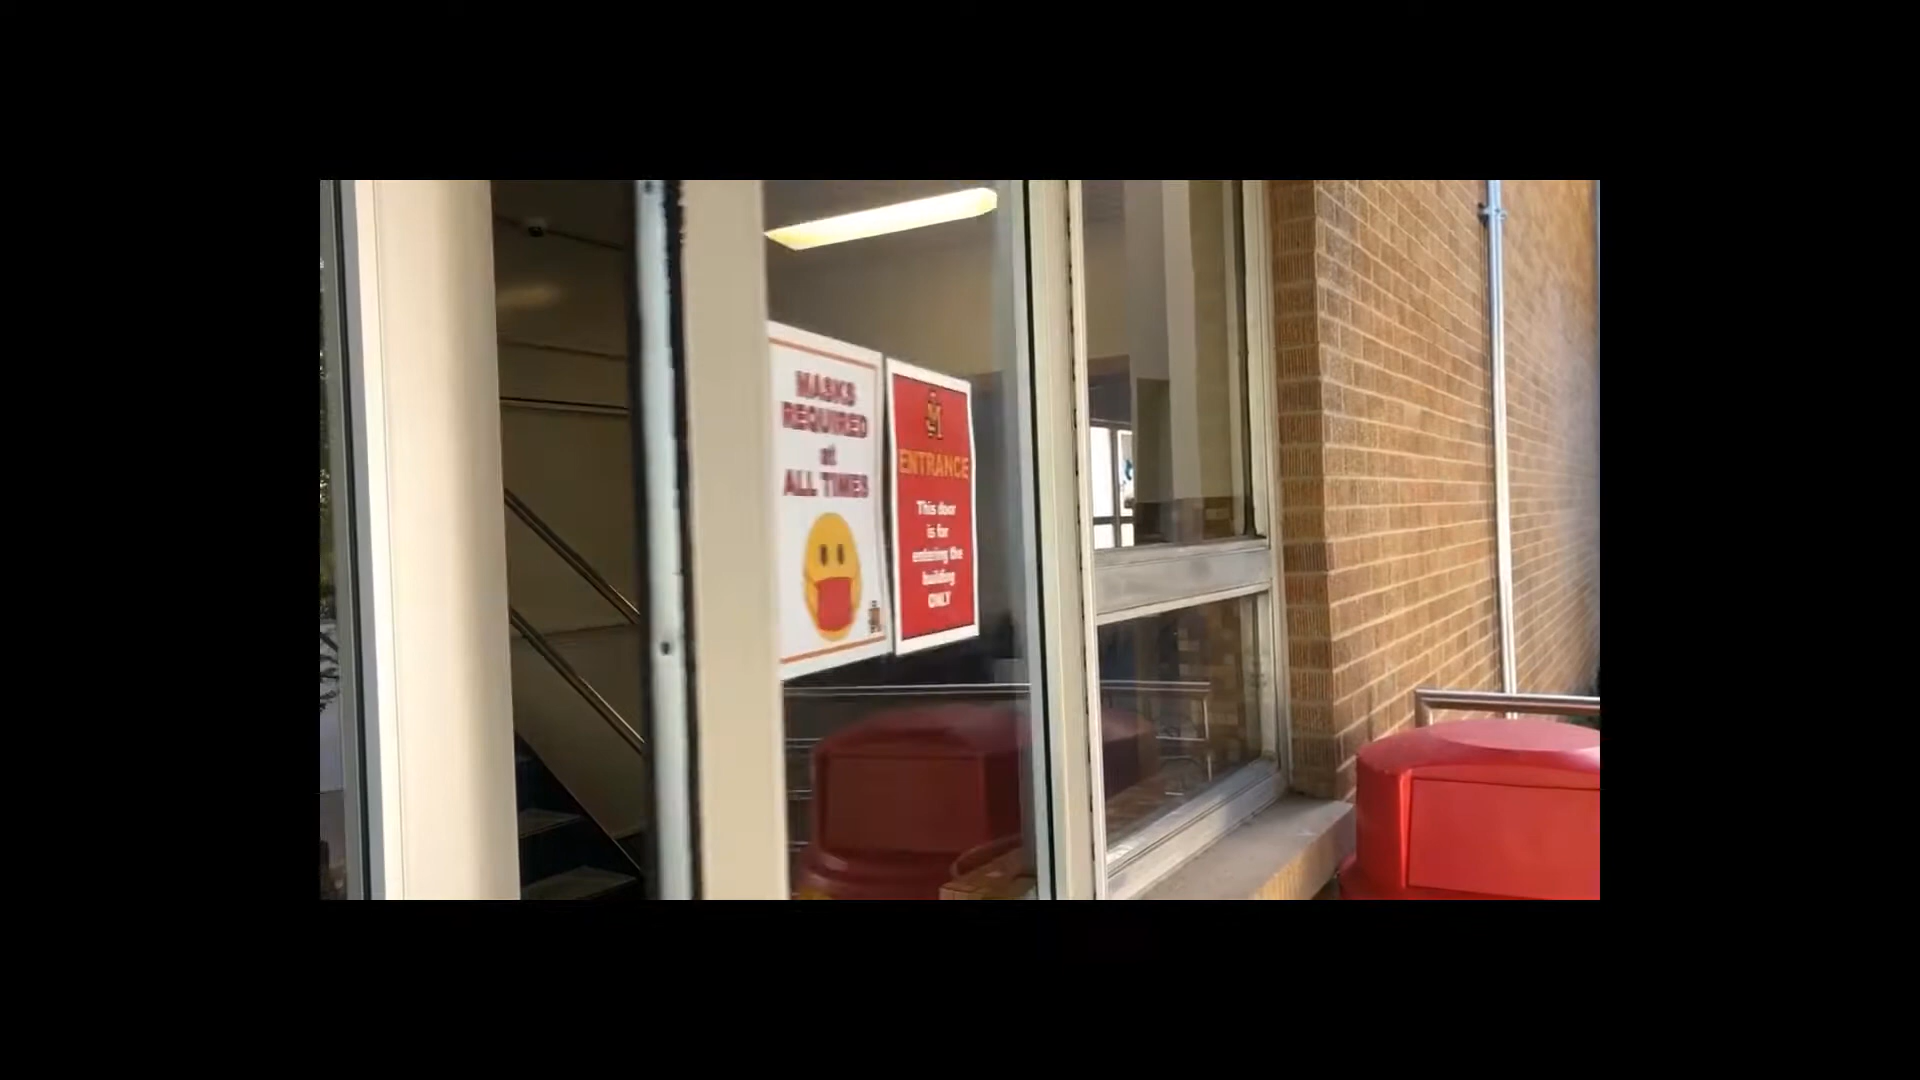 MASKS
REQUIRED
at
ALL TIMES
ENTRANCE
This door
is for
entering the
building
ONLY